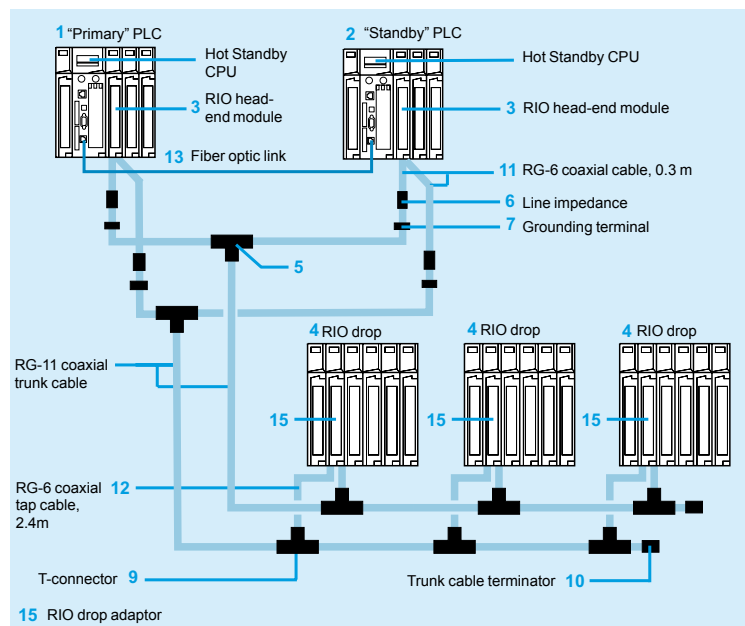 1 "Primary" PLC
2 "Standby" PLC
Hot Standby
CPU
Hot Standby CPU
3 RIO head-
end module
3 RIO head-end module
13 Fiber optic link
11 RG-6 coaxial cable, 0.3 m
6 Line impedance
7 Grounding terminal
5
4 RIO drop
4 RIO drop
4 RIO drop
RG-11 coaxial
trunk cable
15
15
15
RG-6 coaxial 12
tap cable,
2.4m
T-connector 9
Trunk cable terminator 10
15 RIO drop adaptor